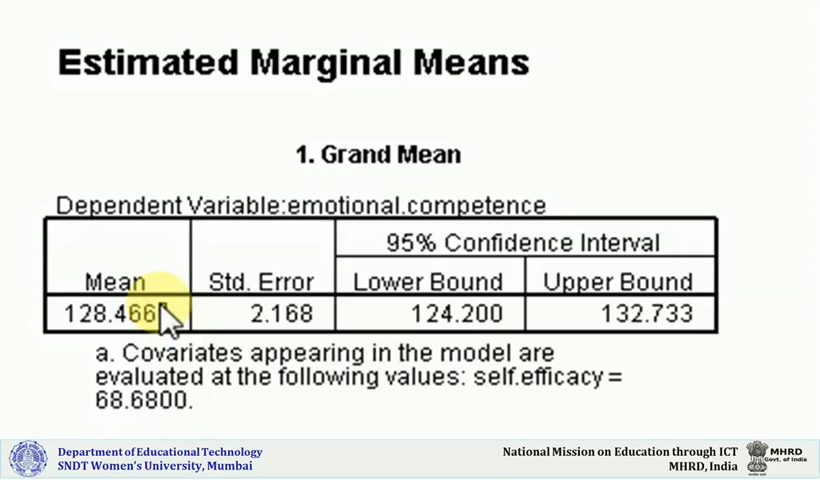 Estimated Marginal Means
1. Grand Mean
Dependent Variable:emotional.competence
95% Confidence Interval
Mean Std. Error Lower Bound Upper Bound
128.466 2.168 124.200 132.733
a. Covariates appearing in the model are
evaluated at the following values: self.efficacy =
68.6800.
Department of Educational Technology
SNDT Women's University, Mumbai
National Mission on Education through ICT
MHRD, India
MHRD
Govt. of India